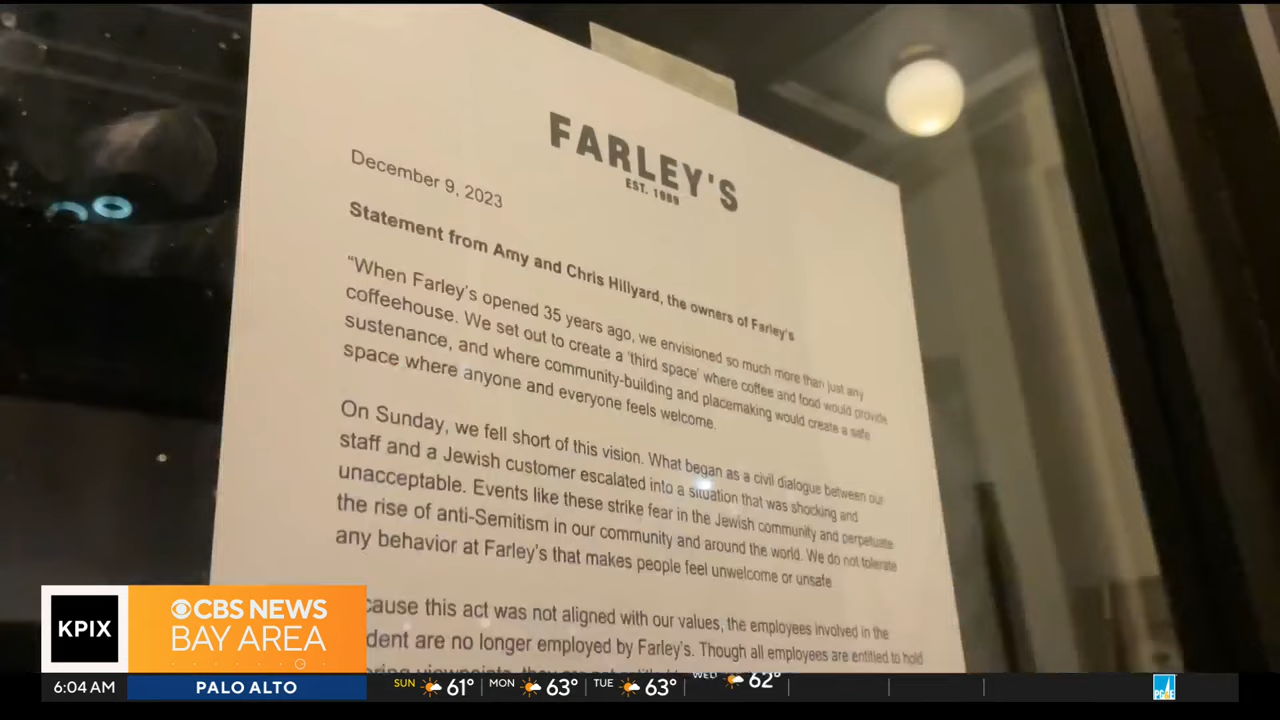 FARLEY'S
EST. 1989
December 9, 2023
Statement from Amy and Chris Hillyard, the owners of Farley's
"When Farley's opened 35 years ago, we envisioned so much more than just any
coffeehouse. We set out to create a 'third space' where coffee and food would provide
sustenance, and where community-building and placemaking would create a safe
space where anyone and everyone feels welcome.
On Sunday, we fell short of this vision. What began as a civil dialogue between our
staff and a Jewish customer escalated into a situation that was shocking and
unacceptable. Events like these strike fear in the Jewish community and perpetuate
the rise of anti-Semitism in our community and around the world. We do not tolerate
any behavior at Farley's that makes people feel unwelcome or unsafe
cause this act was not aligned with our values, the employees involved in the
dent are no longer employed by Farley's. Though all employees are entitled to hold
KPIX
CBS NEWS
BAY AREA
6:04 AM
PALO ALTO
SUN 61°
MON 63°
TUE 63°
WED 62°
PG&E